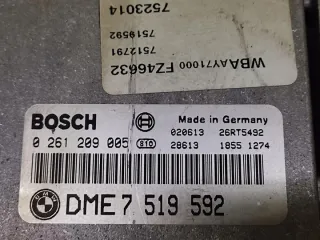 7523014
7519592
7512791
WBAAY71000 FZ46632
BOSCH
Made in Germany
020613 26RT5492
0 261 209 005 STO 28613 1855 1274
DME 7 519 592